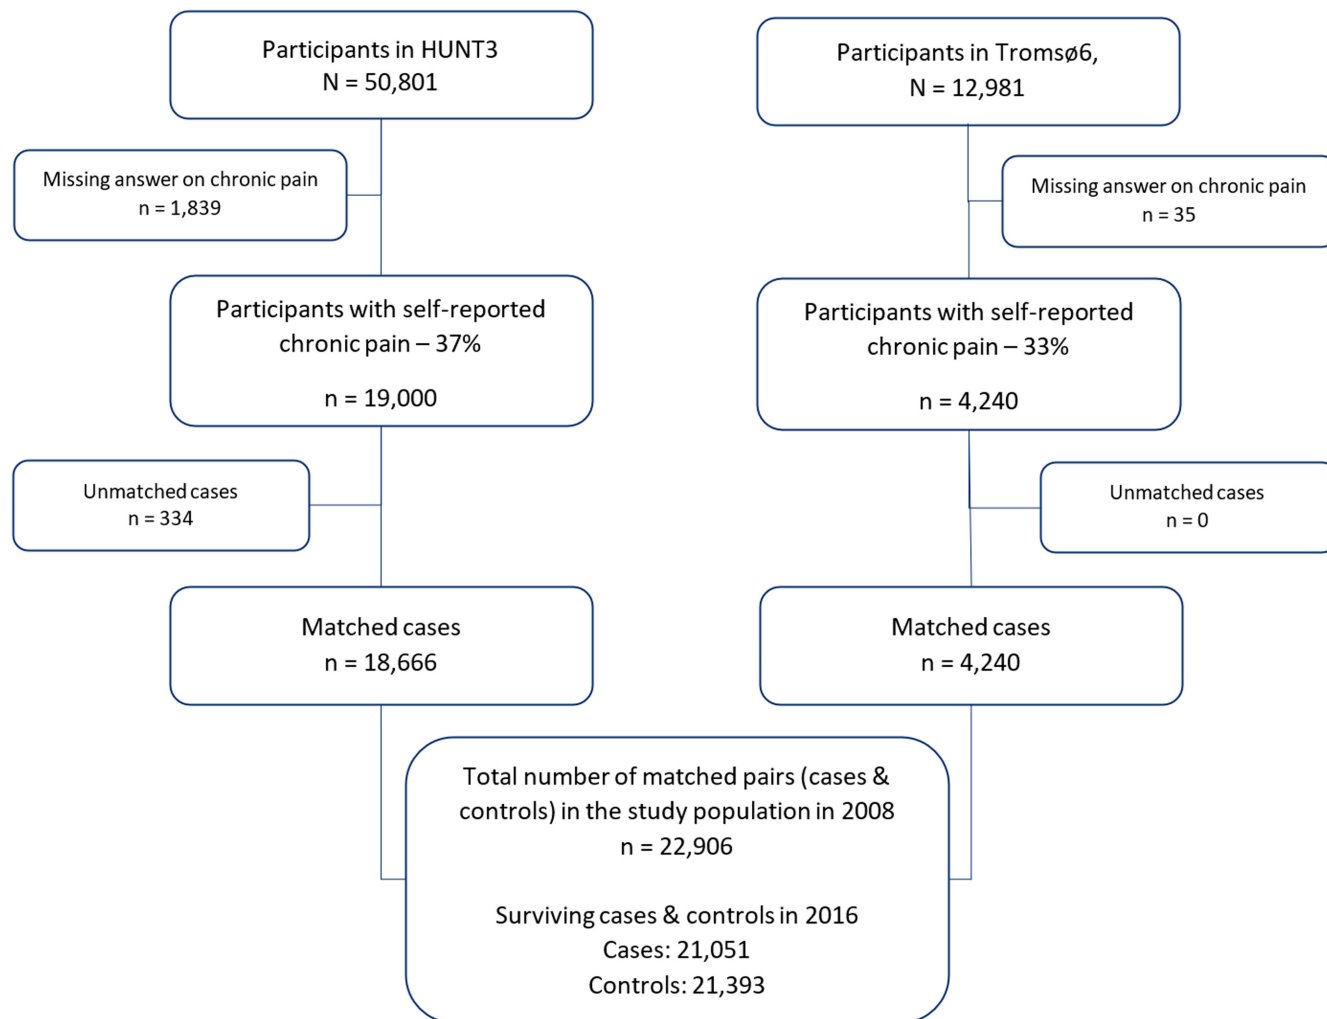 Participants in HUNT3
N = 50,801
Participants in Tromsø6,
N = 12,981
Missing answer on chronic pain
n = 1,839
Missing answer on chronic pain
n = 35
Participants with self-reported
chronic pain – 37%
n = 19,000
Participants with self-reported
chronic pain – 33%
n = 4,240
Unmatched cases
n = 334
Unmatched cases
n = 0
Matched cases
n = 18,666
Matched cases
n = 4,240
Total number of matched pairs (cases &
controls) in the study population in 2008
n = 22,906
Surviving cases & controls in 2016
Cases: 21,051
Controls: 21,393